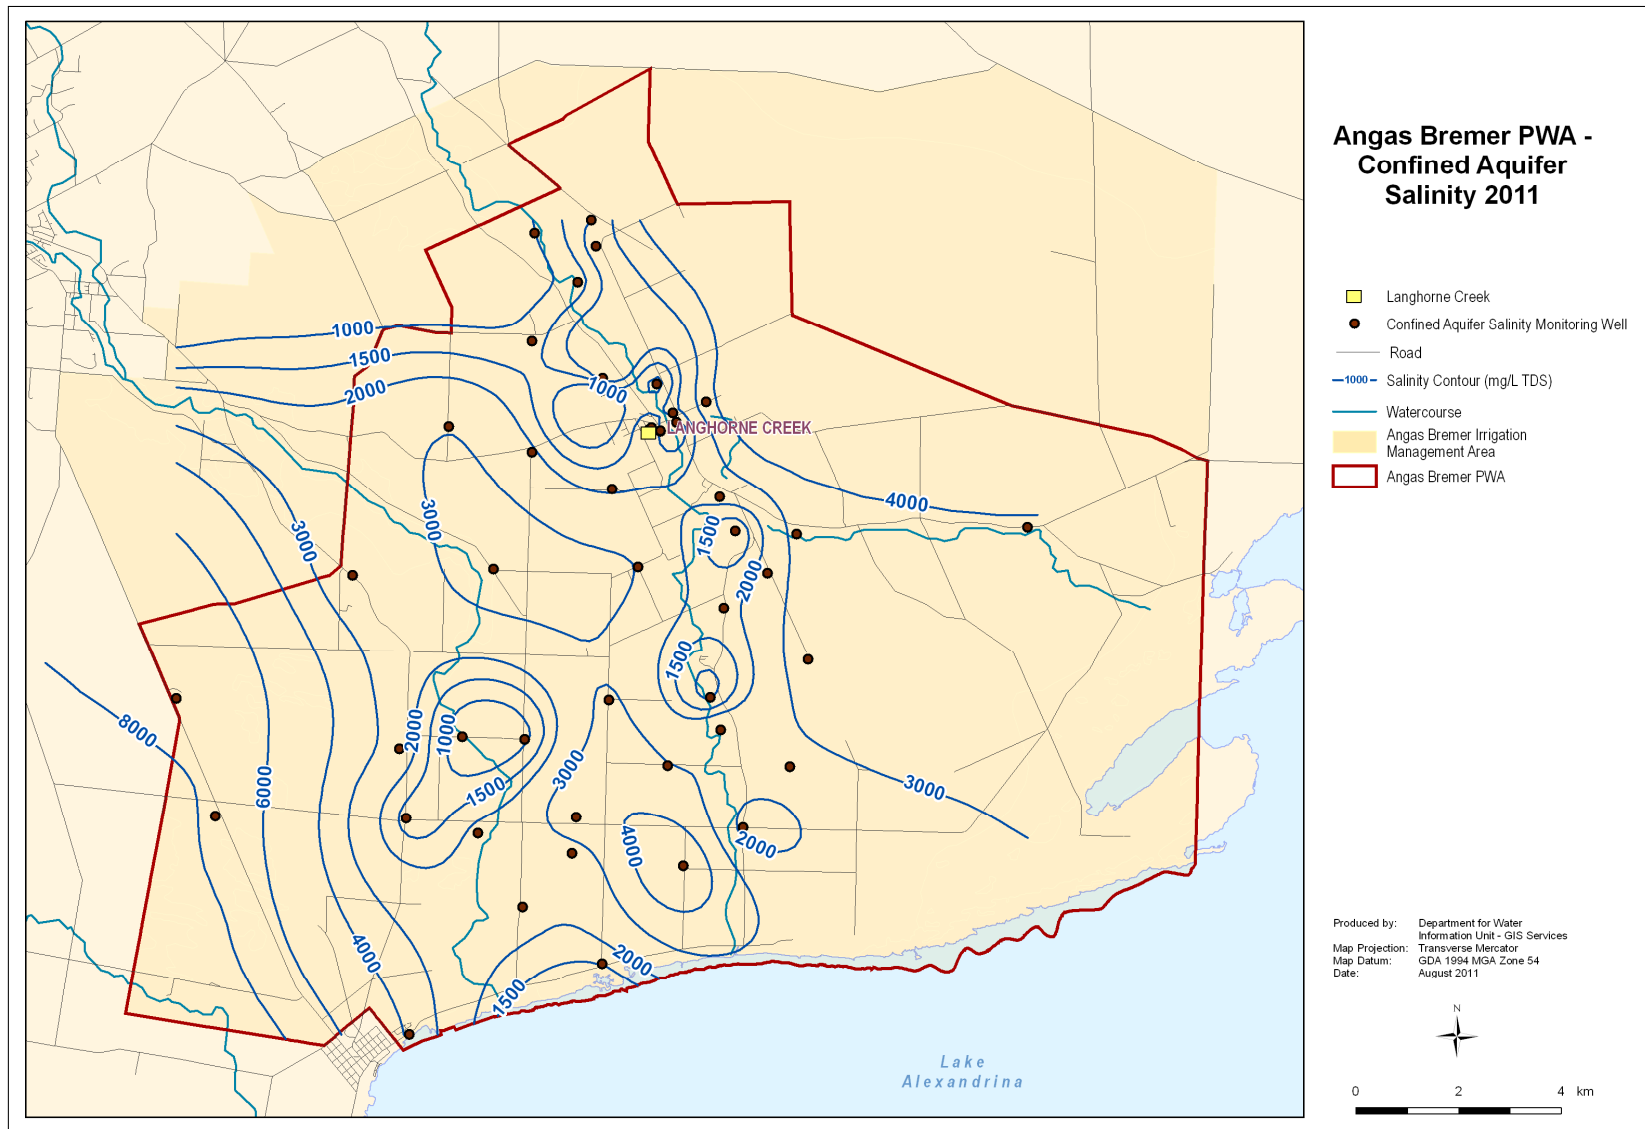 Angas Bremer PWA -
Confined Aquifer
Salinity 2011
Langhorne Creek
Confined Aquifer Salinity Monitoring Well
Road
1000 Salinity Contour (mg/L TDS)
Watercourse
Angas Bremer Irrigation
Management Area
Angas Bremer PWA
1000
1500
2000
1000
LANGHORNE CREEK
3000
3000
4000
1500
2000
1500
8000
6000
2000
1000
1500
3000
3000
4000
2000
4000
2000
1500
Lake
Alexandrina
Produced by: Department for Water
Information Unit - GIS Services
Map Projection: Transverse Mercator
Map Datum: GDA 1994 MGA Zone 54
Date: August 2011
N
0 2 4 km